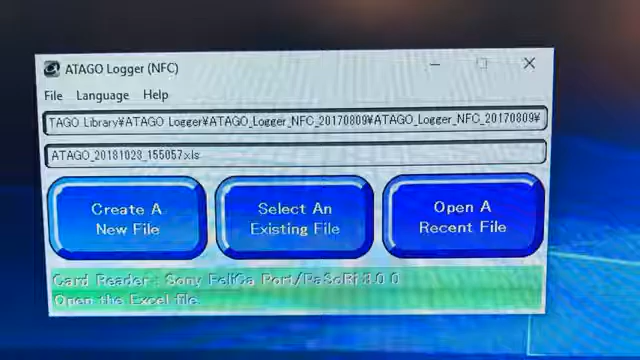 ATAGO Logger (NFC)
File Language Help
TAGO Library¥ATAGO Logger¥ATAGO_Logger_NFC_20170809¥ATAGO_Logger_NFC_20170809¥
ATAGO_20181023_155057.xls
Create A
New File
Select An
Existing File
Open A
Recent File
Card Reader : Sony FeliCa Port/PaSoRi 3.0 0
Open the Excel file.